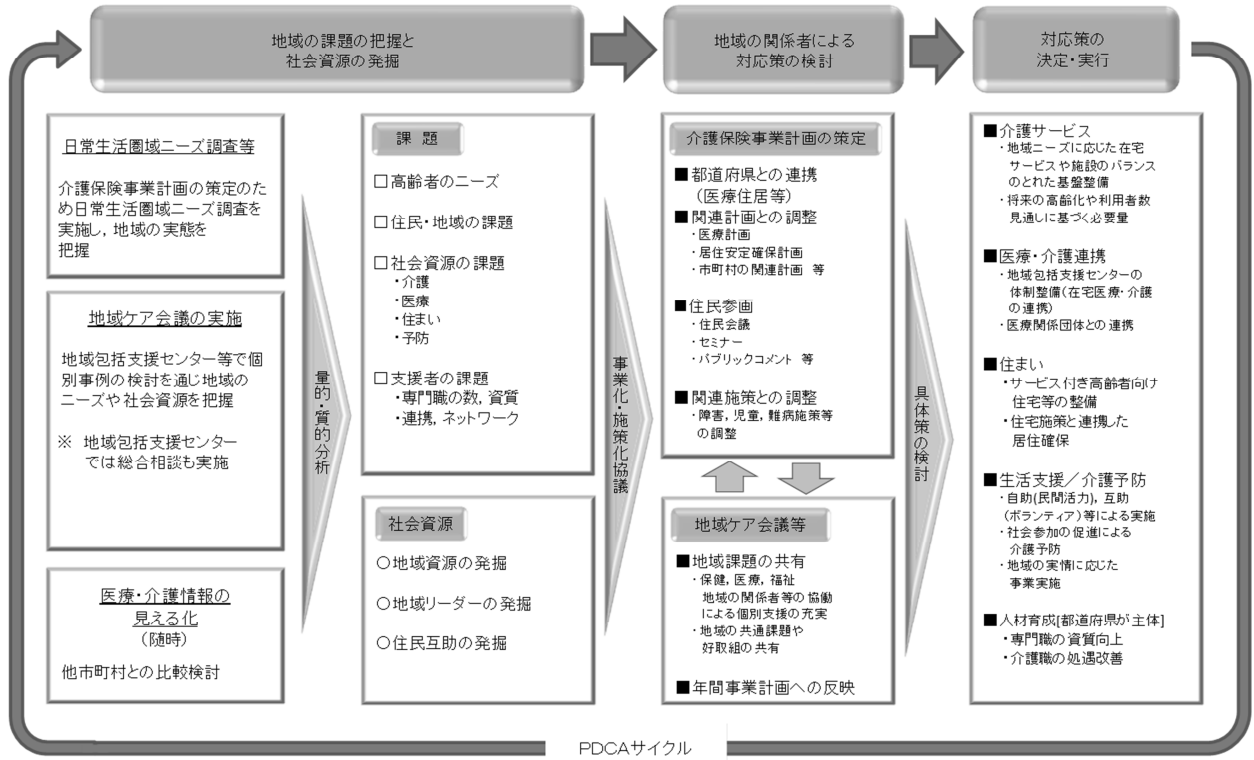 地域の課題の把握と
社会資源の発掘
地域の関係者による
対応策の検討
対応策の
決定・実行
日常生活圏域ニーズ調査等
介護保険事業計画の策定のた
め日常生活圏域ニーズ調査を
実施し，地域の実態を
把握
地域ケア会議の実施
地域包括支援センター等で個
別事例の検討を通じ地域の
ニーズや社会資源を把握
※ 地域包括支援センター
では総合相談も実施
医療・介護情報の
見える化
（随時）
他市町村との比較検討
量的・質的分析
課 題
□高齢者のニーズ
□住民・地域の課題
□社会資源の課題
・介護
・医療
・住まい
・予防
□支援者の課題
・専門職の数，資質
・連携，ネットワーク
社会資源
○地域資源の発掘
○地域リーダーの発掘
○住民互助の発掘
事業化・施策化協議
介護保険事業計画の策定
■都道府県との連携
（医療住居等）
■関連計画との調整
・医療計画
・居住安定確保計画
・市町村の関連計画 等
■住民参画
・住民会議
・セミナー
・パブリックコメント 等
■関連施策との調整
・障害，児童，難病施策等
の調整
地域ケア会議等
■地域課題の共有
・保健，医療，福祉
地域の関係者等の協働
による個別支援の充実
・地域の共通課題や
好取組の共有
■年間事業計画への反映
具体策の検討
■介護サービス
・地域ニーズに応じた在宅
サービスや施設のバランス
のとれた基盤整備
・将来の高齢化や利用者数
見通しに基づく必要量
■医療・介護連携
・地域包括支援センターの
体制整備（在宅医療・介護
の連携）
・医療関係団体との連携
■住まい
・サービス付き高齢者向け
住宅等の整備
・住宅施策と連携した
居住確保
■生活支援／介護予防
・自助（民間活力），互助
（ボランティア）等による実施
・社会参加の促進による
介護予防
・地域の実情に応じた
事業実施
■人材育成[都道府県が主体]
・専門職の資質向上
・介護職の処遇改善
PDCAサイクル